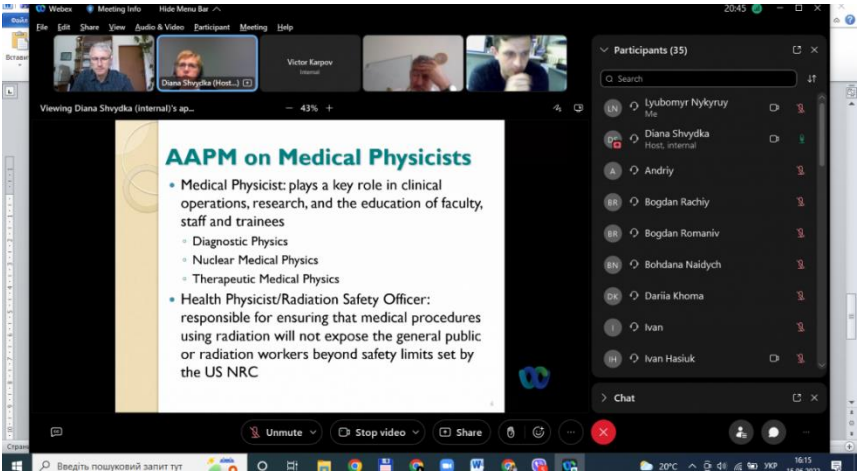 Webex
Meeting Info
Hide Menu Bar
20:45
File Edit Share View Audio & Video Participant Meeting Help
Diana Shvydka (Host...)
Victor Karpov
Internal
Viewing Diana Shvydka (internal)'s ap...
— 43% +
AAPM on Medical Physicists
• Medical Physicist: plays a key role in clinical
operations, research, and the education of faculty,
staff and trainees
Diagnostic Physics
Nuclear Medical Physics
Therapeutic Medical Physics
• Health Physicist/Radiation Safety Officer:
responsible for ensuring that medical procedures
using radiation will not expose the general public
or radiation workers beyond safety limits set by
the US NRC
Participants (35)
Search
LN Lyubomyr Nykyruy
Me
Diana Shvydka
Host, internal
A Andriy
BR Bogdan Rachiy
BR Bogdan Romaniv
BN Bohdana Naidych
DK Dariia Khoma
I Ivan
IH Ivan Hasiuk
Chat
Unmute
Stop video
Share
Введіть пошуковий запит тут
20°C
УКР
16:15